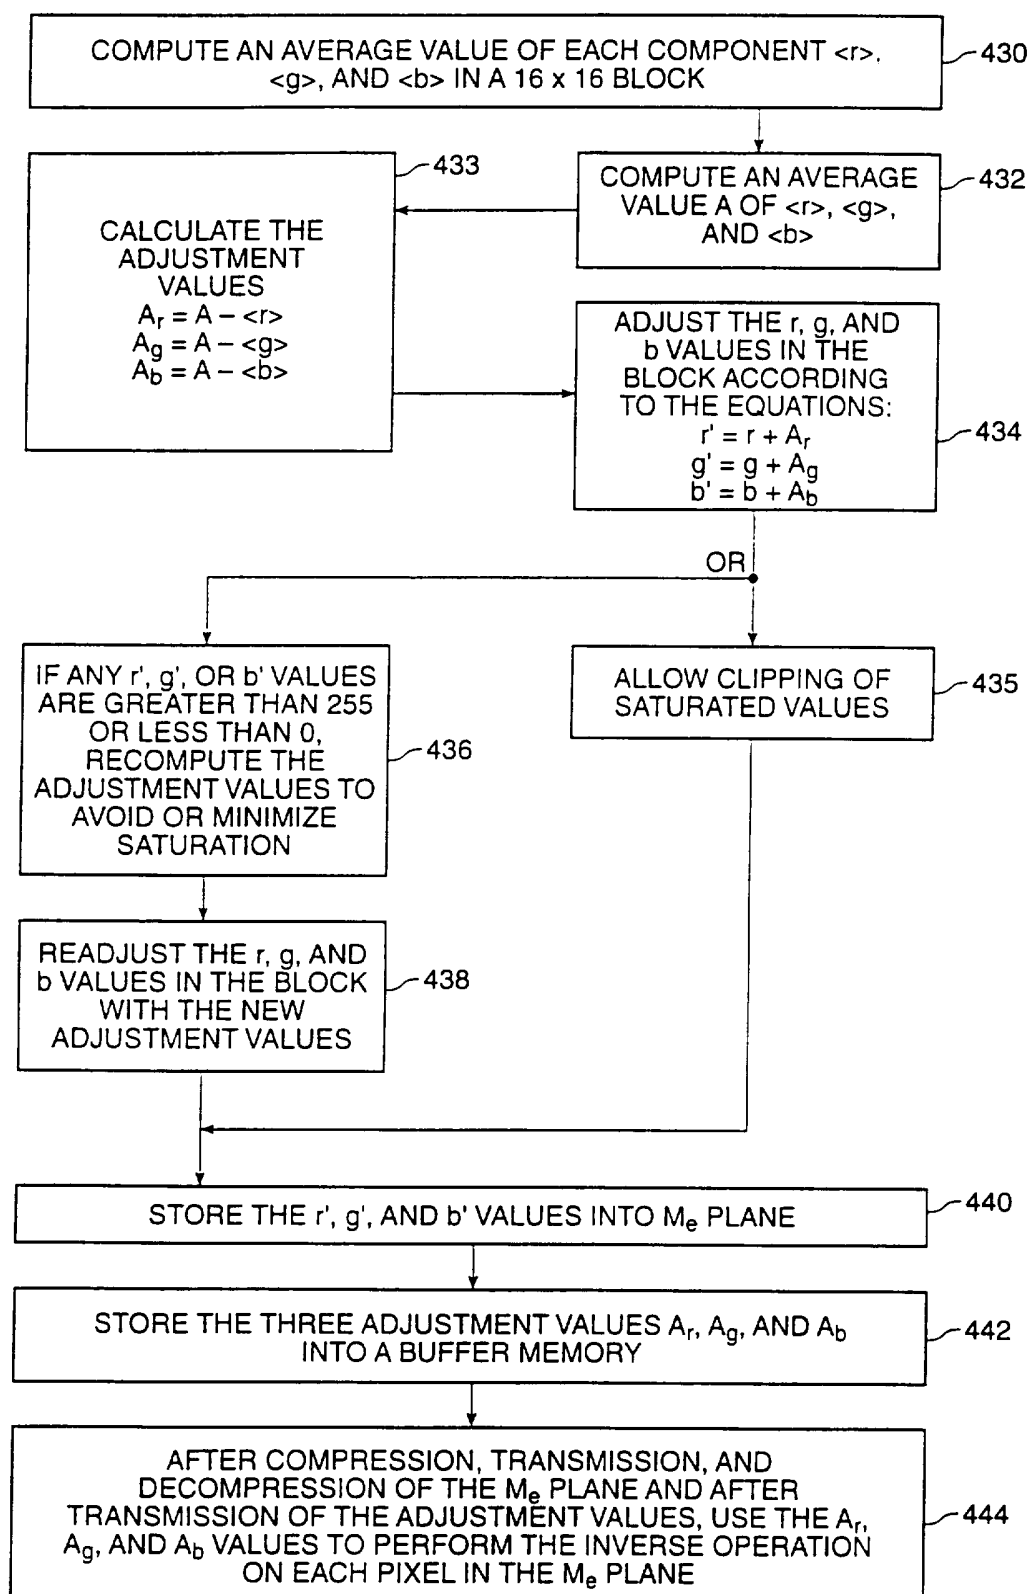 COMPUTE AN AVERAGE VALUE OF EACH COMPONENT <r>,
<g>, AND <b> IN A 16 x 16 BLOCK
430
COMPUTE AN AVERAGE
VALUE A OF <r>, <g>,
AND <b>
432
433
CALCULATE THE
ADJUSTMENT
VALUES
Ar = A – <r>
Ag = A – <g>
Ab = A – <b>
ADJUST THE r, g, AND
b VALUES IN THE
BLOCK ACCORDING
TO THE EQUATIONS:
r' = r + Ar
g' = g + Ag
b' = b + Ab
434
OR
IF ANY r', g', OR b' VALUES
ARE GREATER THAN 255
OR LESS THAN 0,
RECOMPUTE THE
ADJUSTMENT VALUES TO
AVOID OR MINIMIZE
SATURATION
436
ALLOW CLIPPING OF
SATURATED VALUES
435
READJUST THE r, g, AND
b VALUES IN THE BLOCK
WITH THE NEW
ADJUSTMENT VALUES
438
STORE THE r', g', AND b' VALUES INTO Me PLANE
440
STORE THE THREE ADJUSTMENT VALUES Ar, Ag, AND Ab
INTO A BUFFER MEMORY
442
AFTER COMPRESSION, TRANSMISSION, AND
DECOMPRESSION OF THE Me PLANE AND AFTER
TRANSMISSION OF THE ADJUSTMENT VALUES, USE THE Ar,
Ag, AND Ab VALUES TO PERFORM THE INVERSE OPERATION
ON EACH PIXEL IN THE Me PLANE
444